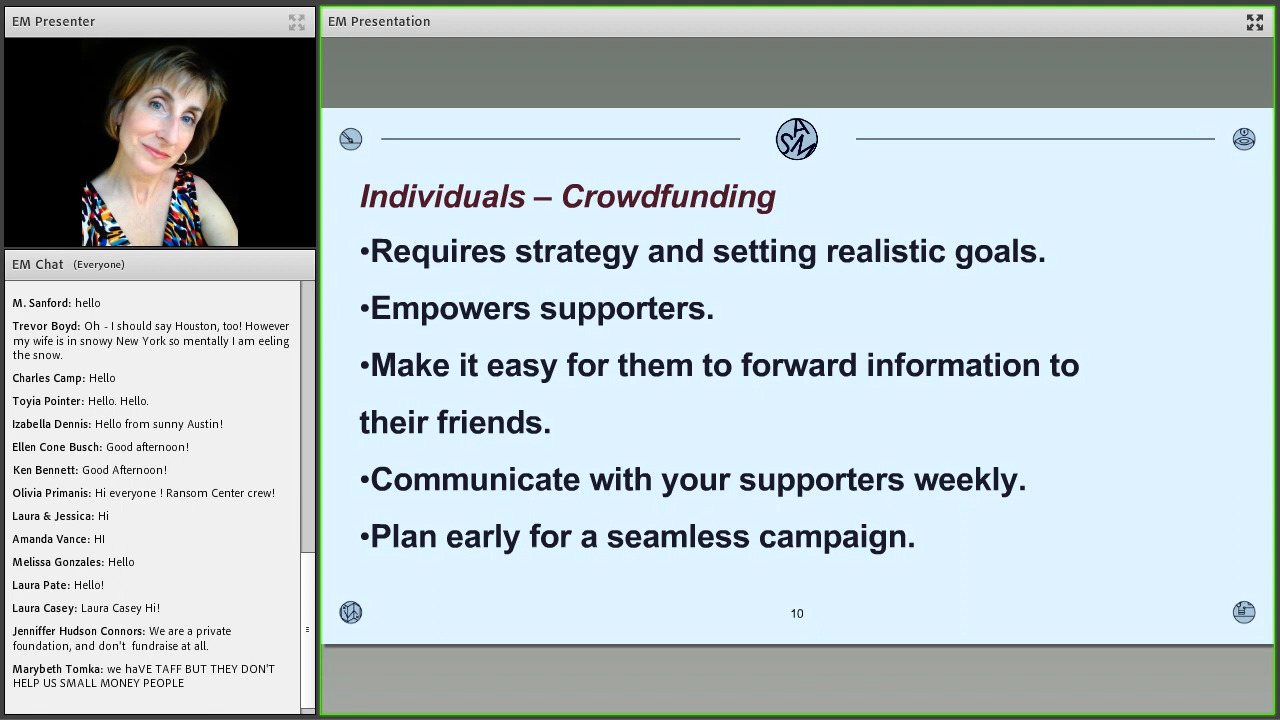 EM Presenter
EM Chat (Everyone)
M. Sanford: hello
Trevor Boyd: Oh - I should say Houston, too! However
my wife is in snowy New York so mentally I am eeling
the snow.
Charles Camp: Hello
Toyia Pointer: Hello. Hello.
Izabella Dennis: Hello from sunny Austin!
Ellen Cone Busch: Good afternoon!
Ken Bennett: Good Afternoon!
Olivia Primanis: Hi everyone ! Ransom Center crew!
Laura & Jessica: Hi
Amanda Vance: HI
Melissa Gonzales: Hello
Laura Pate: Hello!
Laura Casey: Laura Casey Hi!
Jenniffer Hudson Connors: We are a private
foundation, and don't fundraise at all.
Marybeth Tomka: we haVE TAFF BUT THEY DON'T
HELP US SMALL MONEY PEOPLE
EM Presentation
ASM
Individuals – Crowdfunding
•Requires strategy and setting realistic goals.
•Empowers supporters.
•Make it easy for them to forward information to
their friends.
•Communicate with your supporters weekly.
•Plan early for a seamless campaign.
10